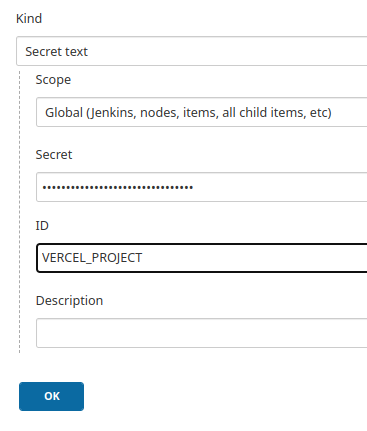 Kind
Secret text
Scope
Global (Jenkins, nodes, items, all child items, etc)
Secret
••••••••••••••••••••••••••••••••
ID
VERCEL_PROJECT
Description
OK